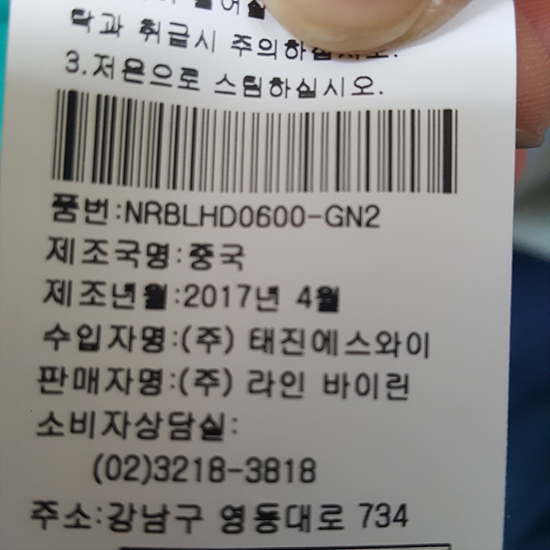 탁과 취급시 주의하십시오.
3.저온으로 스팀하십시오.
품번:NRBLHD0600-GN2
제조국명:중국
제조년월:2017년 4월
수입자명:(주) 태진에스와이
판매자명:(주) 라인 바이린
소비자상담실:
(02)3218-3818
주소:강남구 영동대로 734